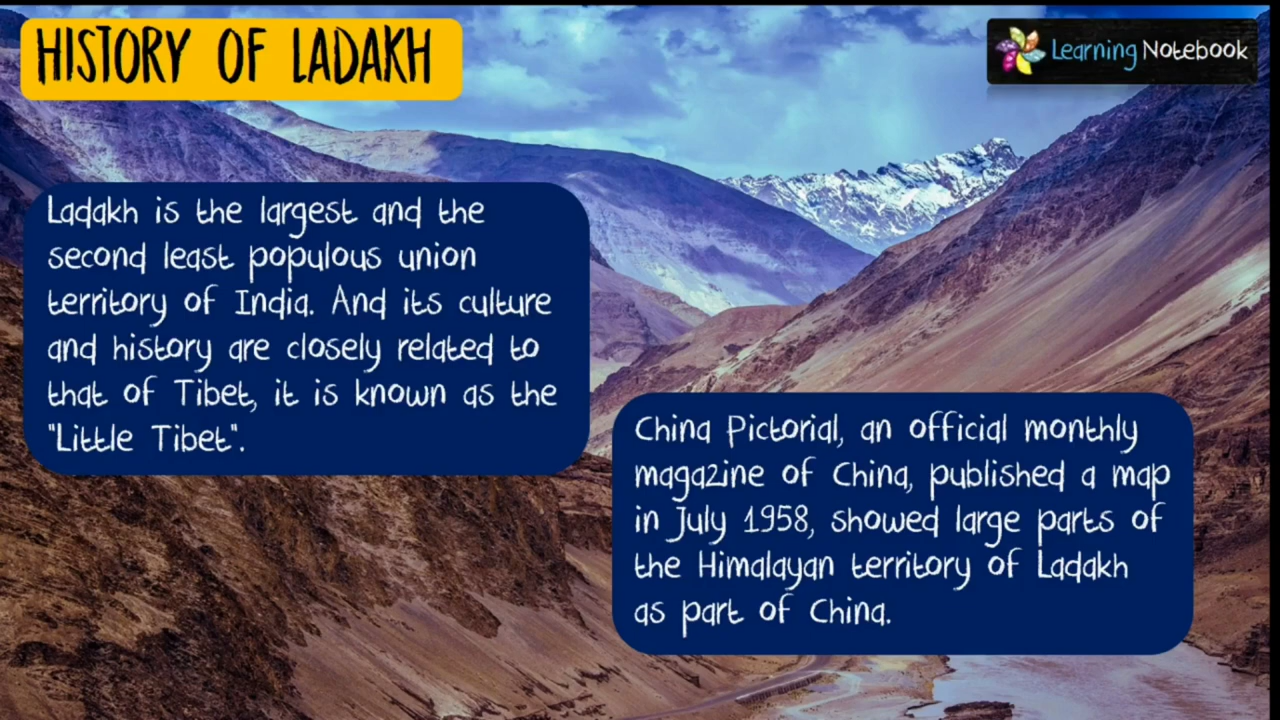 HISTORY OF LADAKH
Learning Notebook
Ladakh is the largest and the
second least populous union
territory of India. And its culture
and history are closely related to
that of Tibet, it is known as the
"Little Tibet".
China Pictorial, an official monthly
magazine of China, published a map
in July 1958, showed large parts of
the Himalayan territory of Ladakh
as part of China.